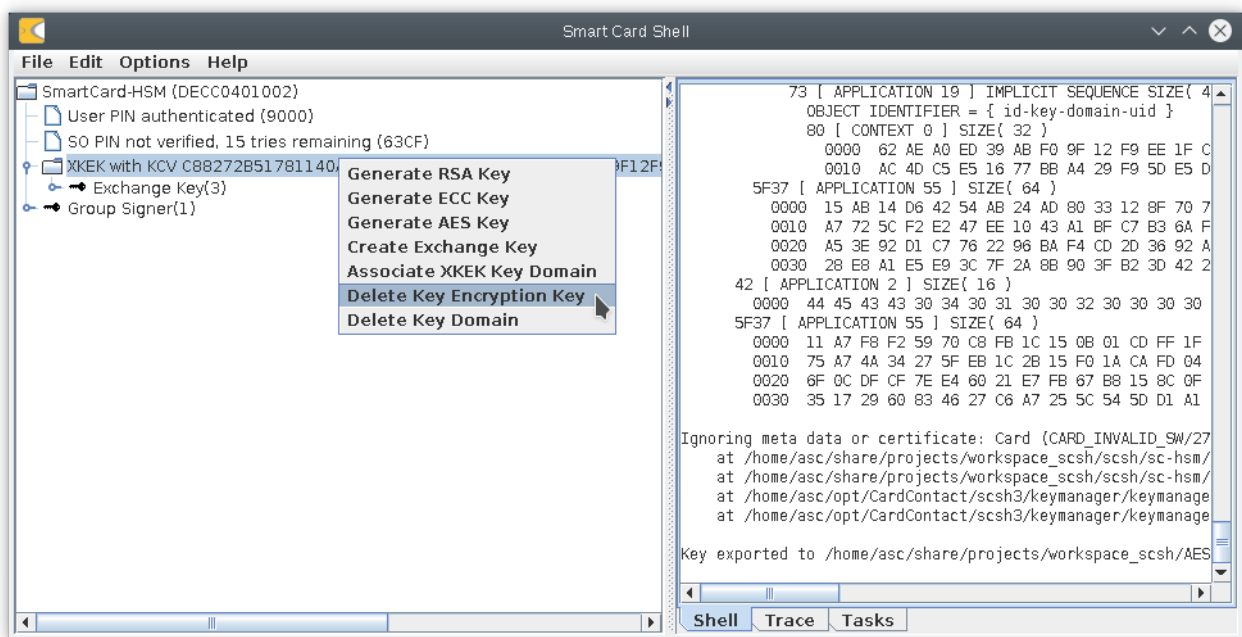 Smart Card Shell
File Edit Options Help
SmartCard-HSM (DECC0401002)
User PIN authenticated (9000)
SO PIN not verified, 15 tries remaining (63CF)
XKEK with KCV C88272B51781140 9F12F
Exchange Key(3)
Group Signer(1)
Generate RSA Key
Generate ECC Key
Generate AES Key
Create Exchange Key
Associate XKEK Key Domain
Delete Key Encryption Key
Delete Key Domain
73 [ APPLICATION 19 ] IMPLICIT SEQUENCE SIZE( 4
OBJECT IDENTIFIER = { id-key-domain-uid }
80 [ CONTEXT 0 ] SIZE( 32 )
0000 62 AE A0 ED 39 AB F0 9F 12 F9 EE 1F C
0010 AC 4D C5 E5 16 77 BB A4 29 F9 5D E5 D
5F37 [ APPLICATION 55 ] SIZE( 64 )
0000 15 AB 14 D6 42 54 AB 24 AD 80 33 12 8F 70 7
0010 A7 72 5C F2 E2 47 EE 10 43 A1 BF C7 B3 6A F
0020 A5 3E 92 D1 C7 76 22 96 BA F4 CD 2D 36 92 A
0030 28 E8 A1 E5 E9 3C 7F 2A 8B 90 3F B2 3D 42 2
42 [ APPLICATION 2 ] SIZE( 16 )
0000 44 45 43 43 30 34 30 31 30 30 32 30 30 30 30
5F37 [ APPLICATION 55 ] SIZE( 64 )
0000 11 A7 F8 F2 59 70 C8 FB 1C 15 0B 01 CD FF 1F
0010 75 A7 4A 34 27 5F EB 1C 2B 15 F0 1A CA FD 04
0020 6F 0C DF CF 7E E4 60 21 E7 FB 67 B8 15 8C 0F
0030 35 17 29 60 83 46 27 C6 A7 25 5C 54 5D D1 A1
Ignoring meta data or certificate: Card (CARD_INVALID_SW/27
at /home/asc/share/projects/workspace_scsh/scsh/sc-hsm/
at /home/asc/share/projects/workspace_scsh/scsh/sc-hsm/
at /home/asc/opt/CardContact/scsh3/keymanager/keymanage
at /home/asc/opt/CardContact/scsh3/keymanager/keymanage
Key exported to /home/asc/share/projects/workspace_scsh/AES
Shell Trace Tasks